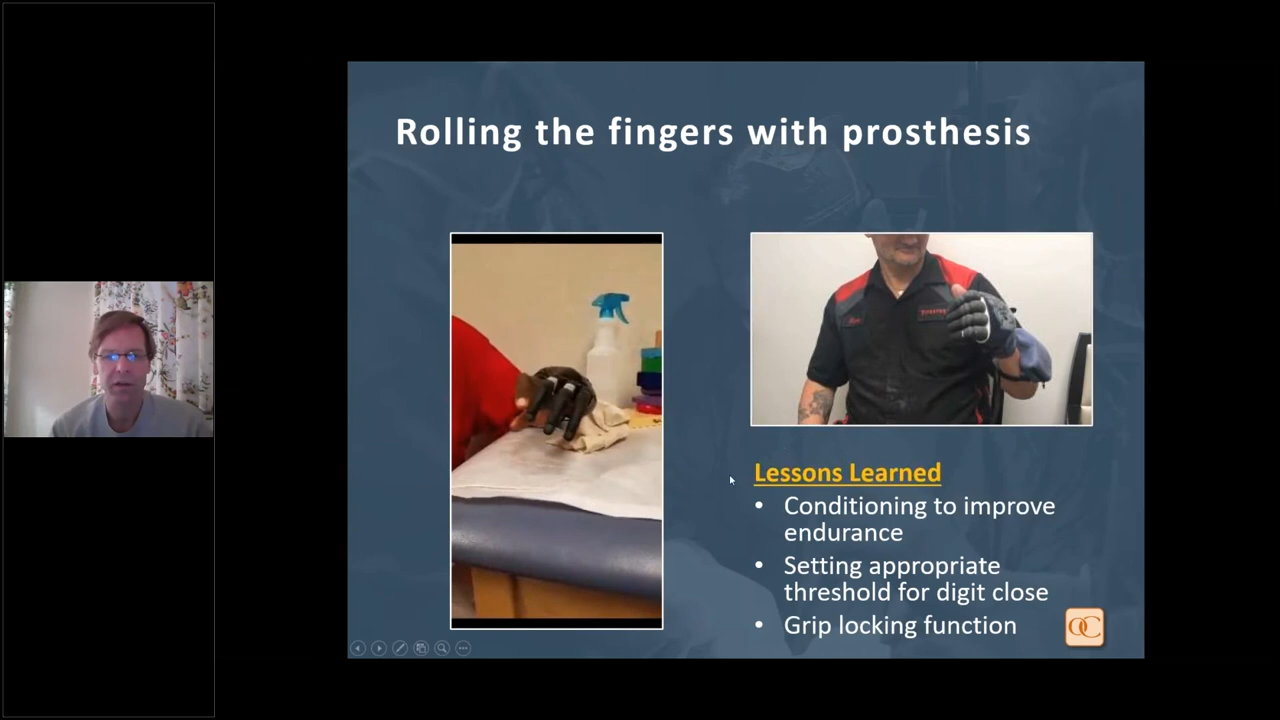 Rolling the fingers with prosthesis
Lessons Learned
• Conditioning to improve
endurance
• Setting appropriate
threshold for digit close
• Grip locking function
OC